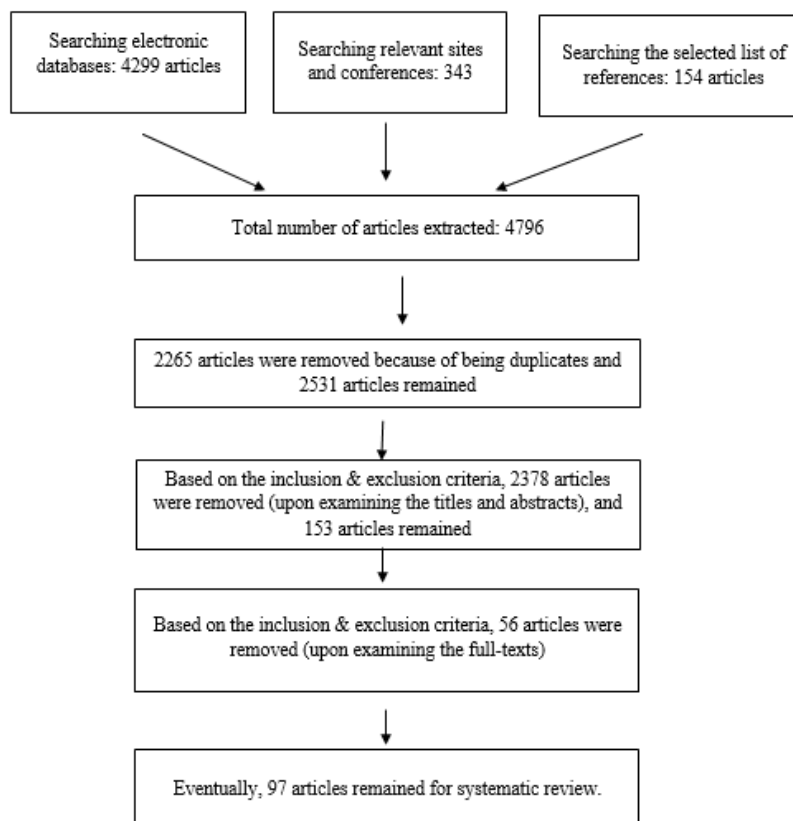 Searching electronic
databases: 4299 articles
Searching relevant sites
and conferences: 343
Searching the selected list of
references: 154 articles
Total number of articles extracted: 4796
2265 articles were removed because of being duplicates and
2531 articles remained
Based on the inclusion & exclusion criteria, 2378 articles
were removed (upon examining the titles and abstracts), and
153 articles remained
Based on the inclusion & exclusion criteria, 56 articles were
removed (upon examining the full-texts)
Eventually, 97 articles remained for systematic review.